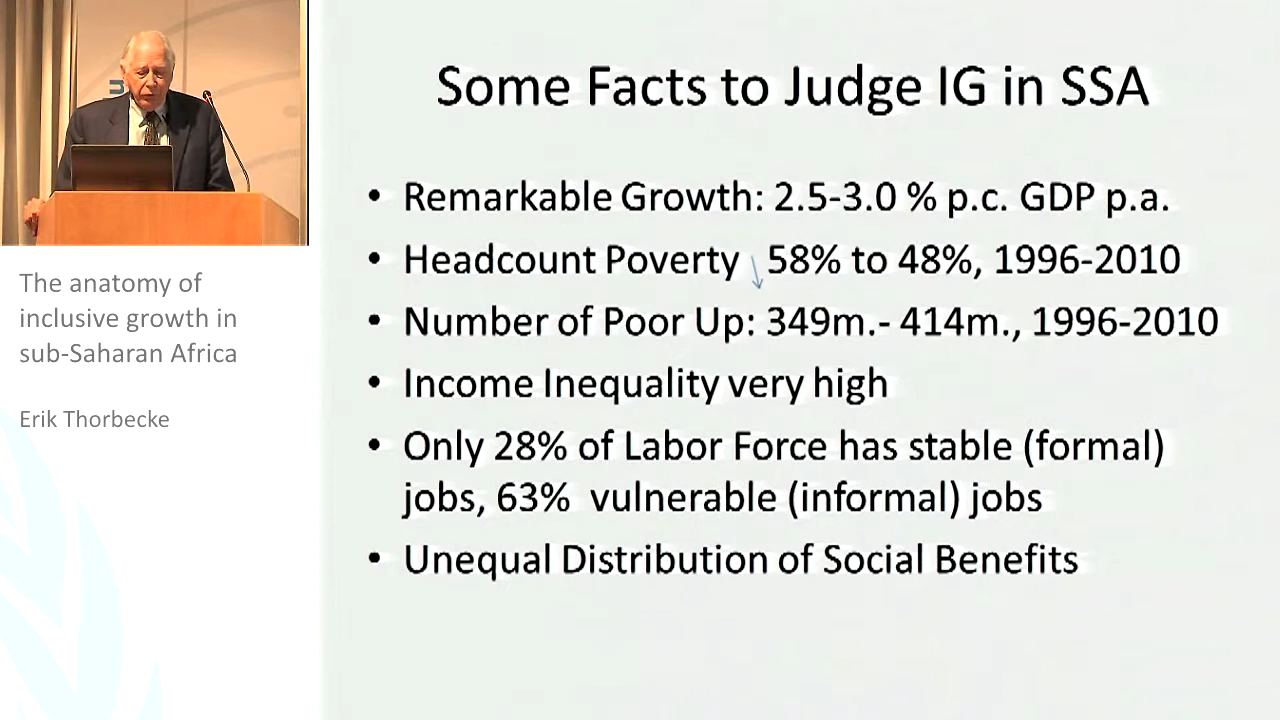 Some Facts to Judge IG in SSA
• Remarkable Growth: 2.5-3.0 % p.c. GDP p.a.
• Headcount Poverty ↓ 58% to 48%, 1996-2010
• Number of Poor Up: 349m.- 414m., 1996-2010
• Income Inequality very high
• Only 28% of Labor Force has stable (formal)
jobs, 63% vulnerable (informal) jobs
• Unequal Distribution of Social Benefits
The anatomy of
inclusive growth in
sub-Saharan Africa
Erik Thorbecke